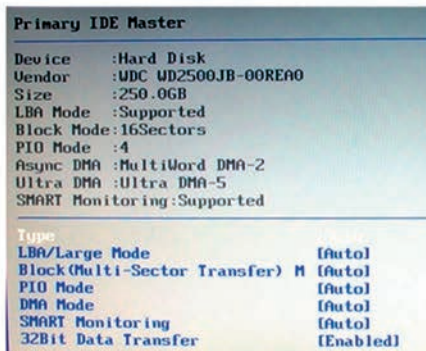 Primary IDE Master
Device :Hard Disk
Vendor :WDC WD2500JB-00REA0
Size :250.0GB
LBA Mode :Supported
Block Mode:16Sectors
PIO Mode :4
Async DMA :MultiWord DMA-2
Ultra DMA :Ultra DMA-5
SMART Monitoring:Supported
Type
LBA/Large Mode [Auto]
Block(Multi-Sector Transfer) M [Auto]
PIO Mode [Auto]
DMA Mode [Auto]
SMART Monitoring [Auto]
32Bit Data Transfer [Enabled]